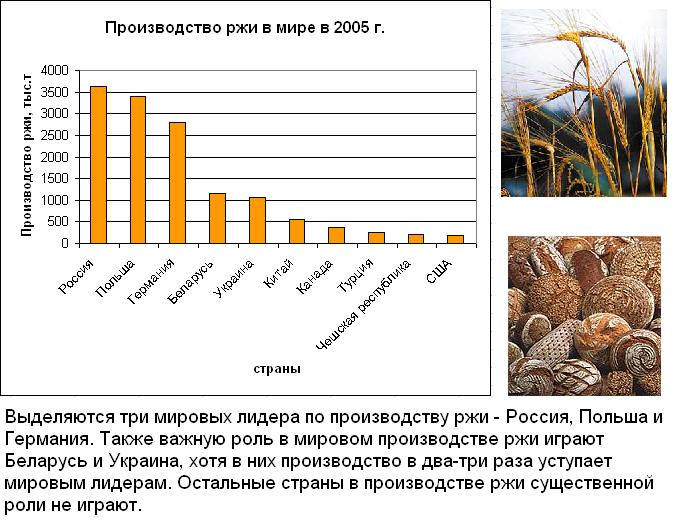 Производство ржи в мире в 2005 г.
Производство ржи, тыс.т
4000
3500
3000
2500
2000
1500
1000
500
0
Россия
Польша
Германия
Беларусь
Украина
Китай
Канада
Турция
Чешская республика
США
страны
Выделяются три мировых лидера по производству ржи - Россия, Польша и
Германия. Также важную роль в мировом производстве ржи играют
Беларусь и Украина, хотя в них производство в два-три раза уступает
мировым лидерам. Остальные страны в производстве ржи существенной
роли не играют.